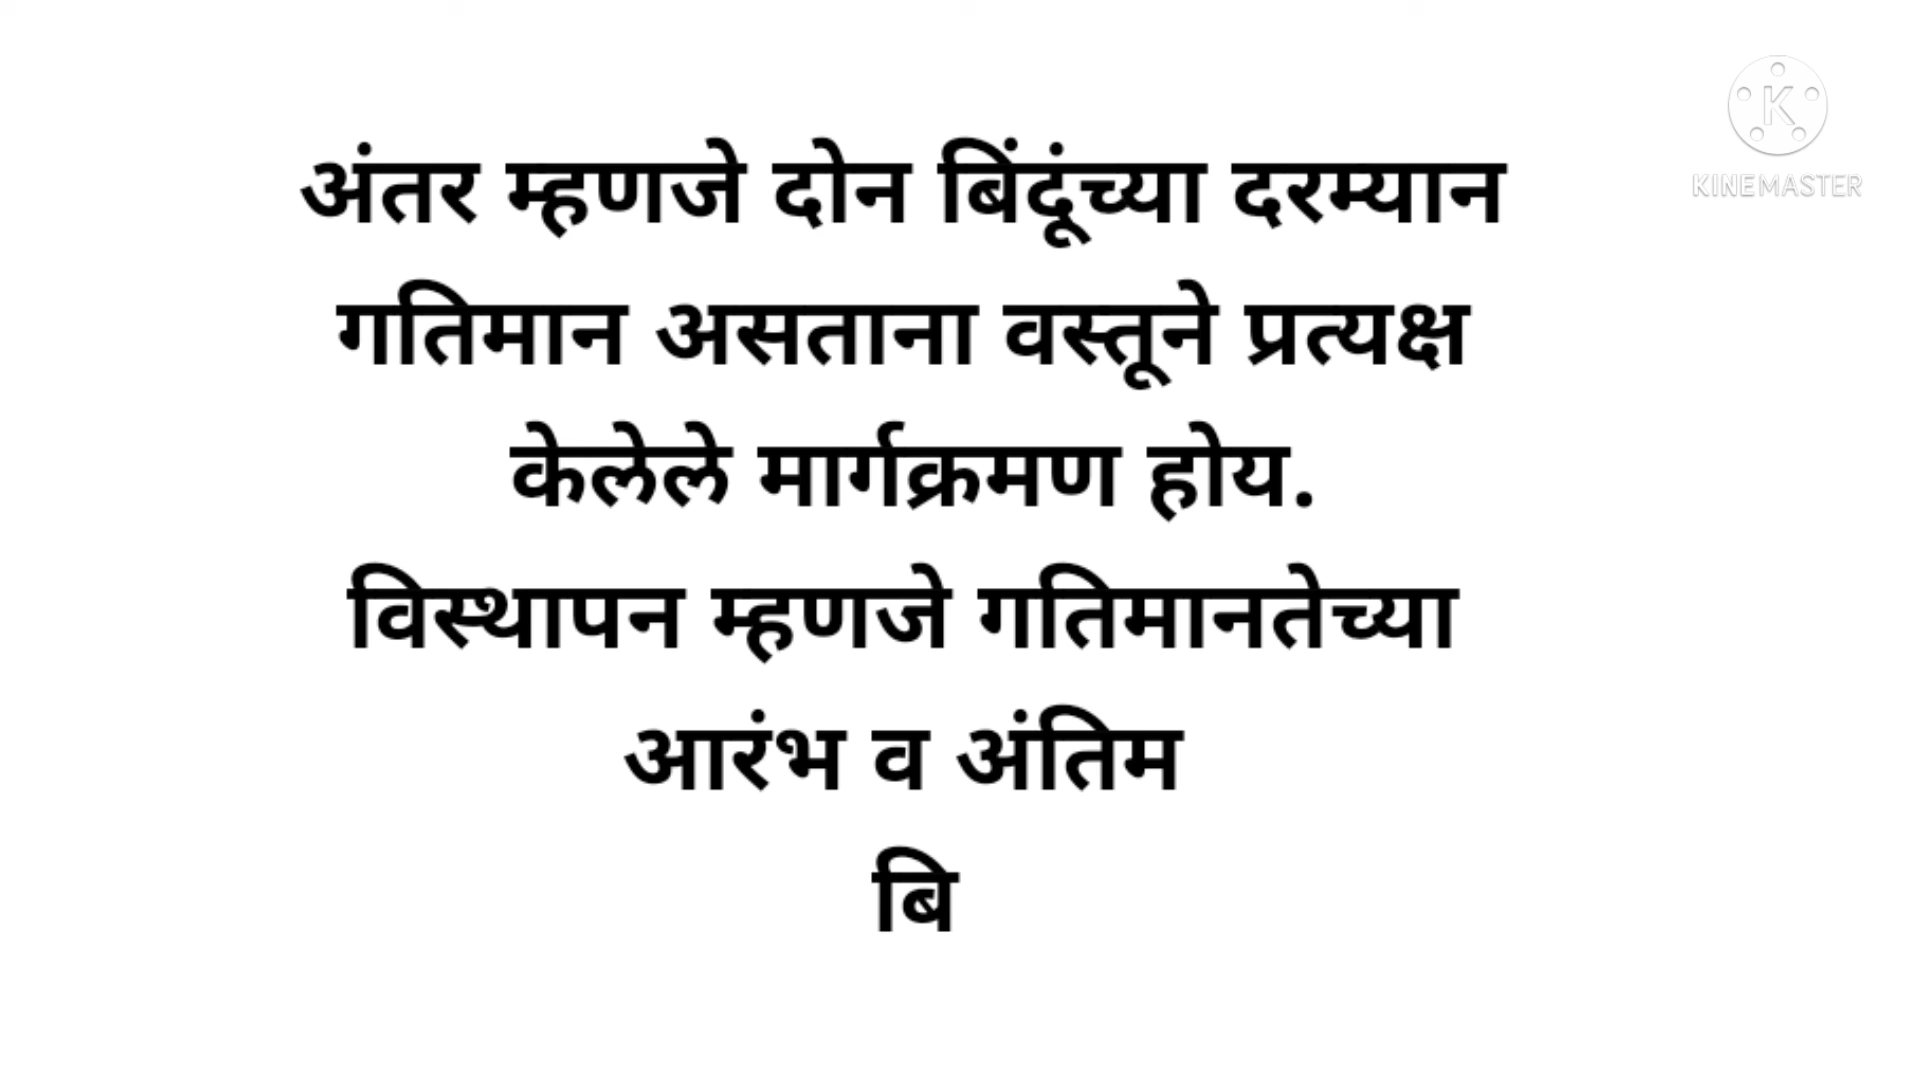 अंतर म्हणजे दोन बिंदूंच्या दरम्यान
गतिमान असताना वस्तूने प्रत्यक्ष
केलेले मार्गक्रमण होय.
विस्थापन म्हणजे गतिमानतेच्या
आरंभ व अंतिम
बि
K
KINEMASTER